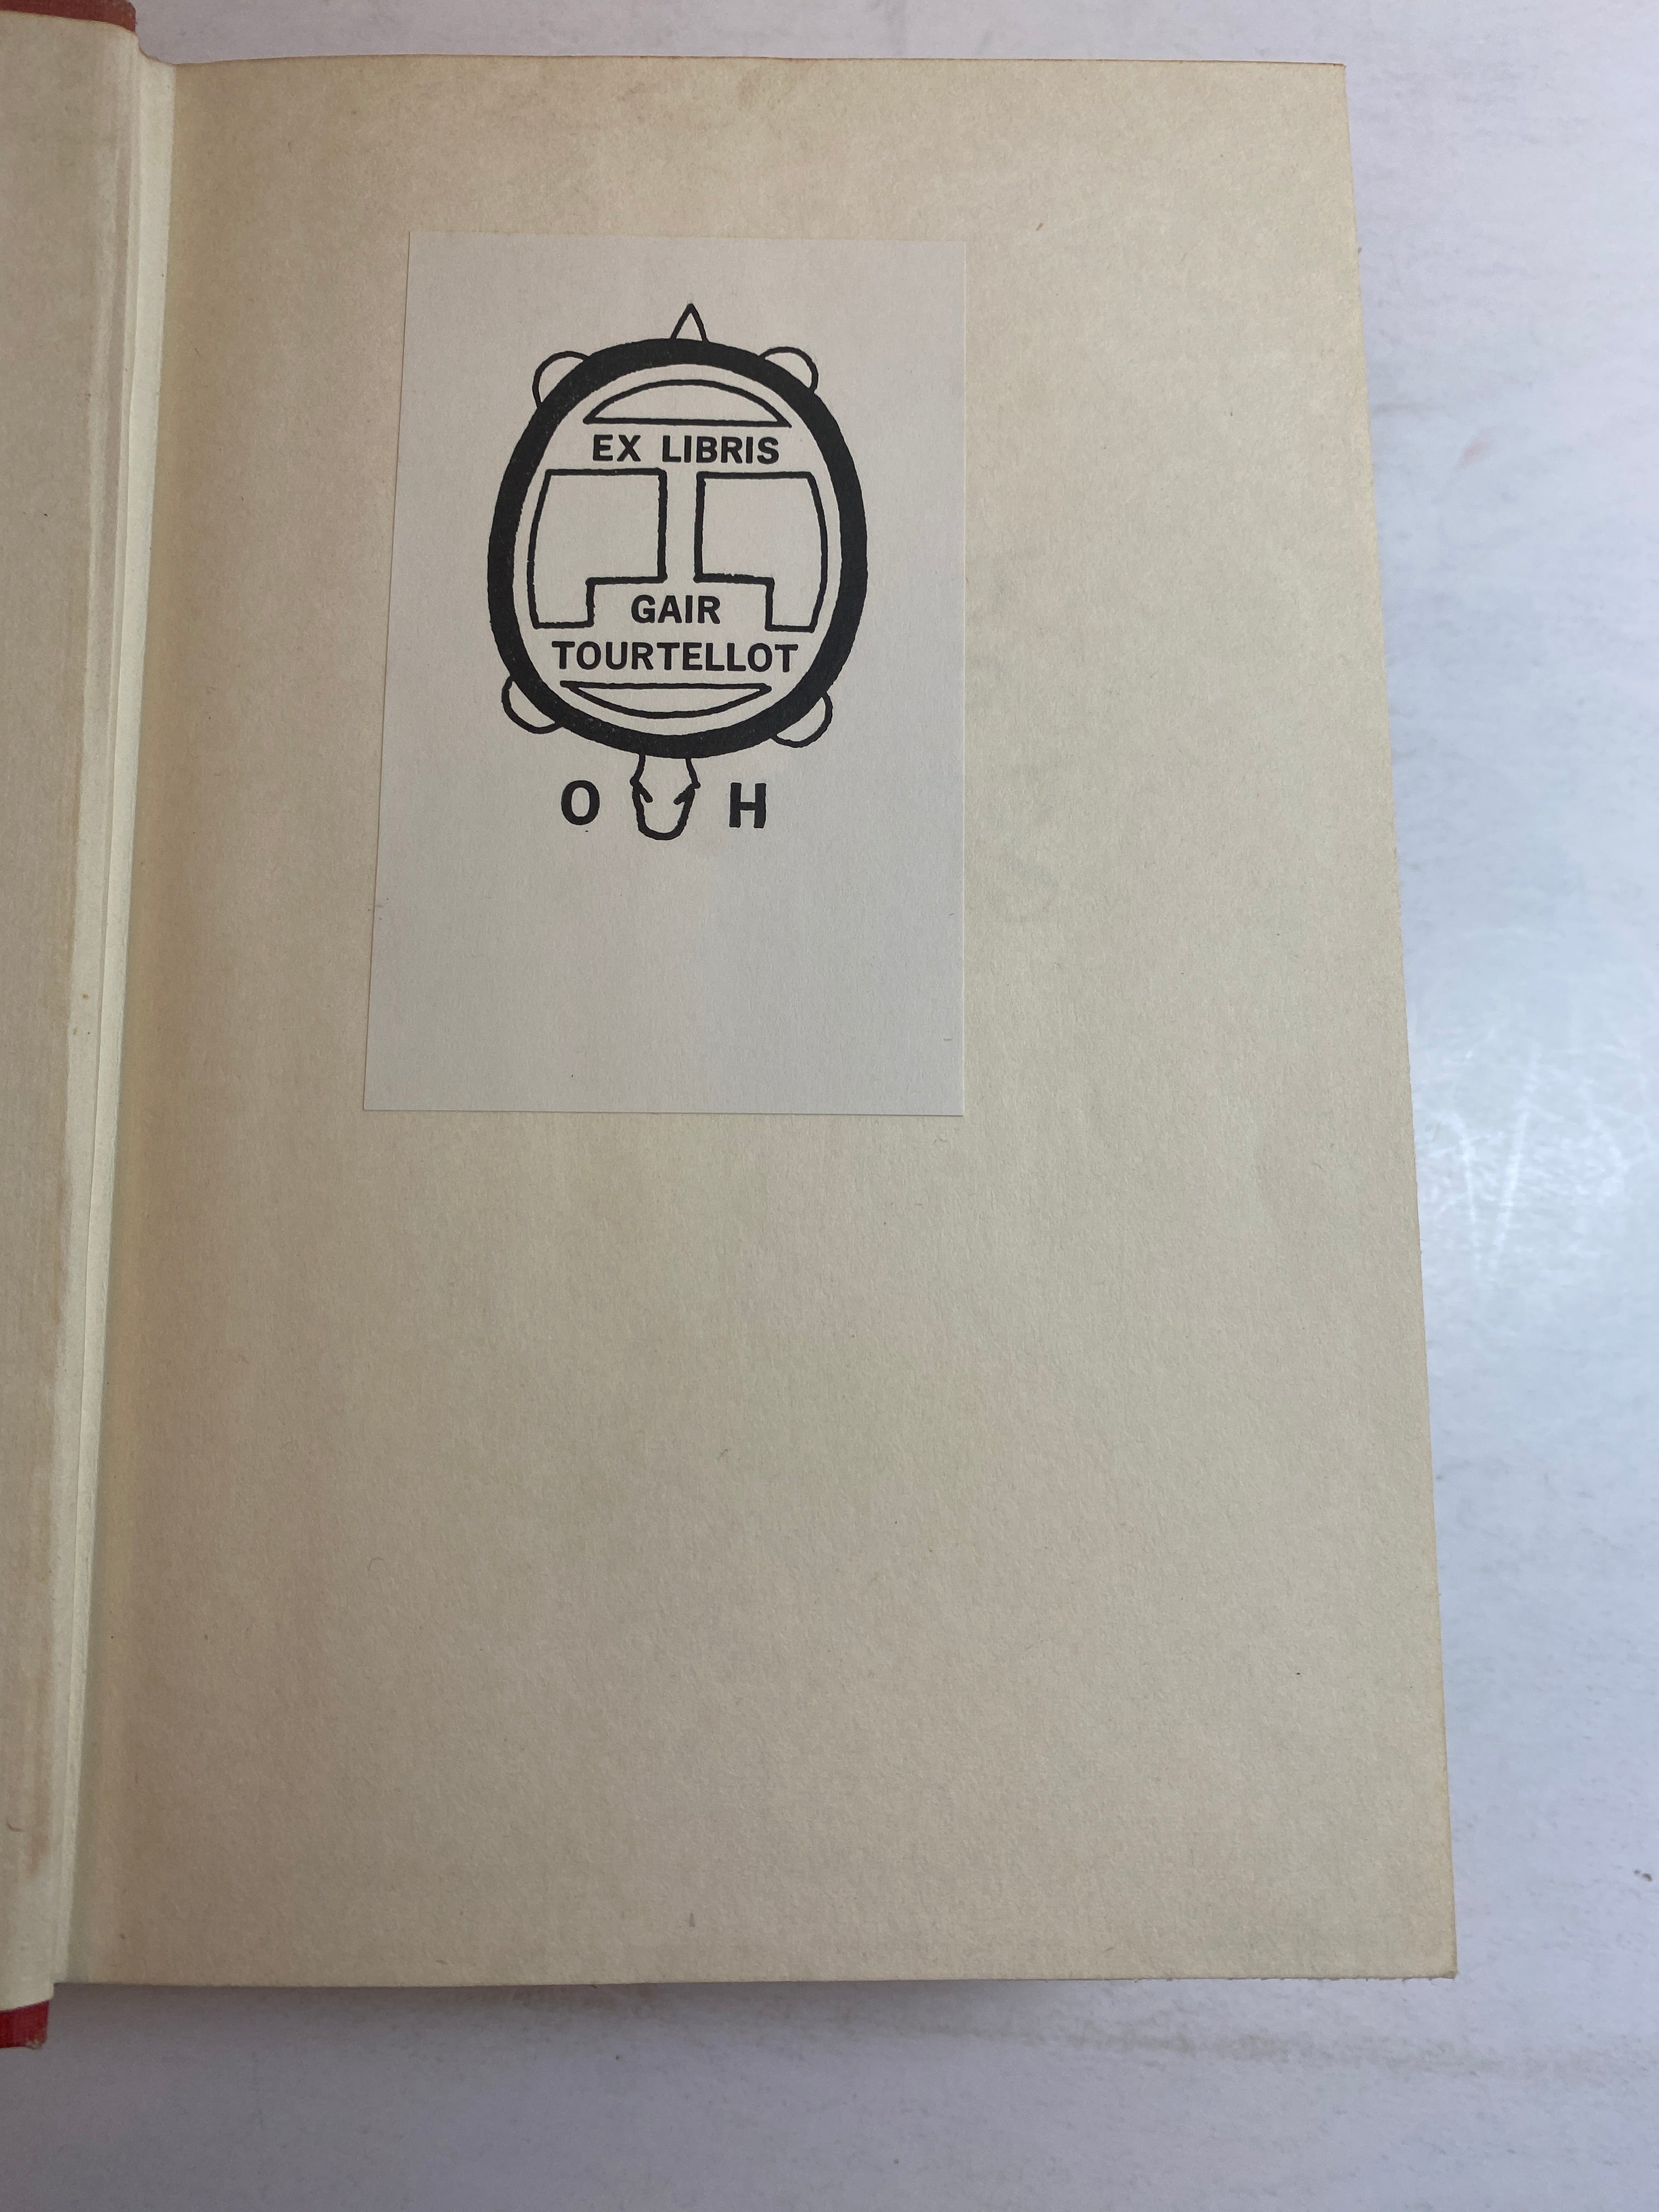 EX LIBRIS
GAIR
TOURTELLOT
O H